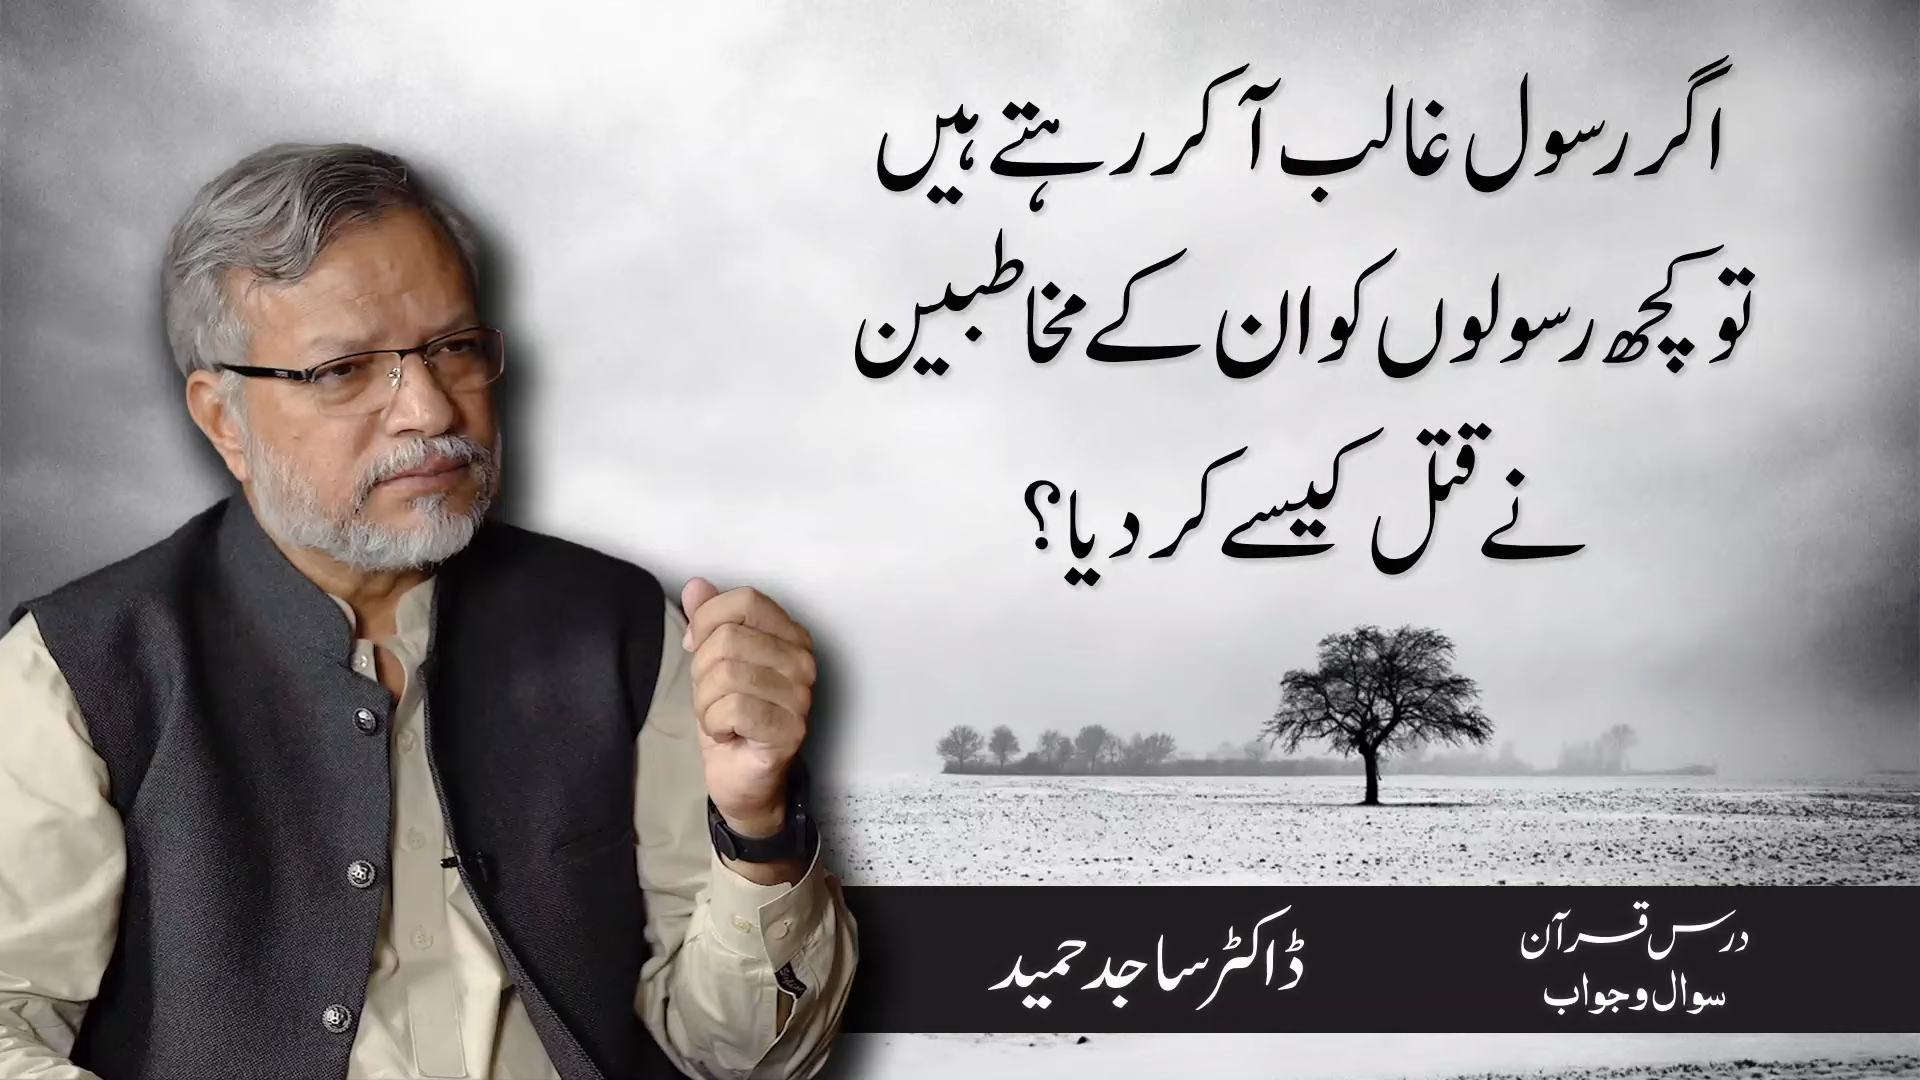 اگر رسول غالب آ کر رہتے ہیں
تو کچھ رسولوں کو ان کے مخاطبین
نے قتل کیسے کر دیا؟
درس قرآن
سوال و جواب
ڈاکٹر ساجد حمید